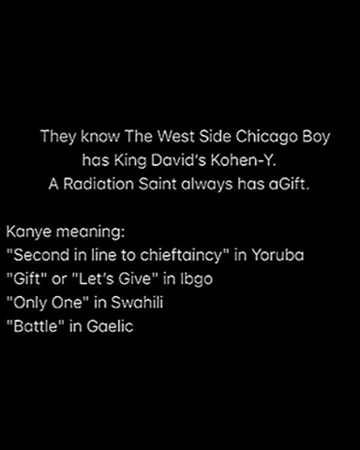 They know The West Side Chicago Boy
has King David's Kohen-Y.
A Radiation Saint always has aGift.
Kanye meaning:
"Second in line to chieftaincy" in Yoruba
"Gift" or "Let's Give" in Ibgo
"Only One" in Swahili
"Battle" in Gaelic